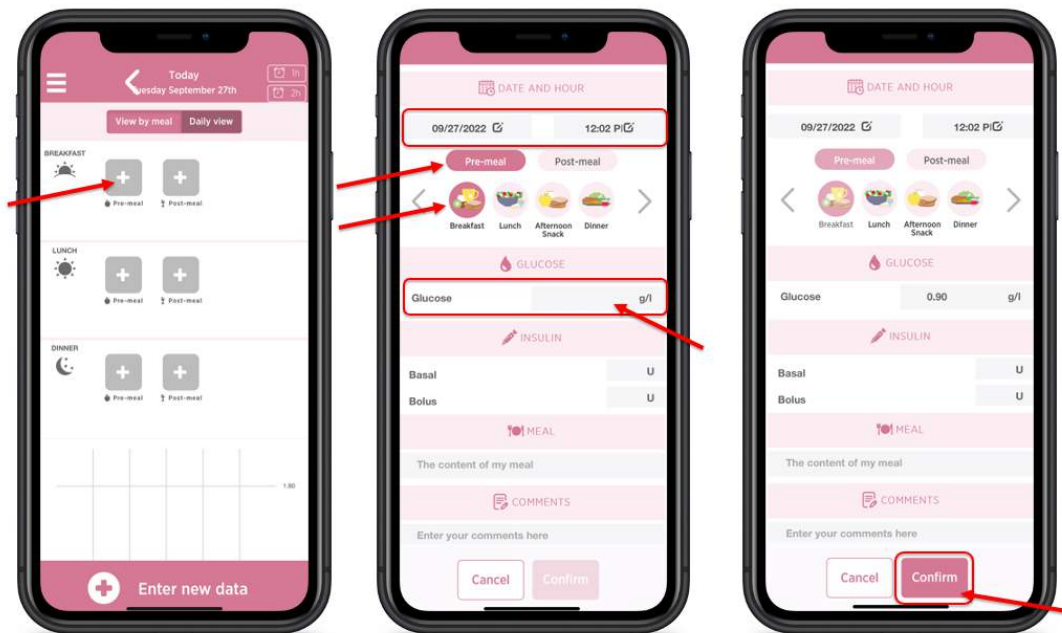 Today
Tuesday September 27th
1h
2h
View by meal Daily view
BREAKFAST
Pre-meal Post-meal
LUNCH
Pre-meal Post-meal
DINNER
Pre-meal Post-meal
1.80
Enter new data
DATE AND HOUR
09/27/2022 12:02 P
Pre-meal Post-meal
Breakfast Lunch Afternoon Dinner
Snack
GLUCOSE
Glucose g/l
INSULIN
Basal U
Bolus U
MEAL
The content of my meal
COMMENTS
Enter your comments here
Cancel Confirm
DATE AND HOUR
09/27/2022 12:02 P
Pre-meal Post-meal
Breakfast Lunch Afternoon Dinner
Snack
GLUCOSE
Glucose 0.90 g/l
INSULIN
Basal U
Bolus U
MEAL
The content of my meal
COMMENTS
Enter your comments here
Cancel Confirm